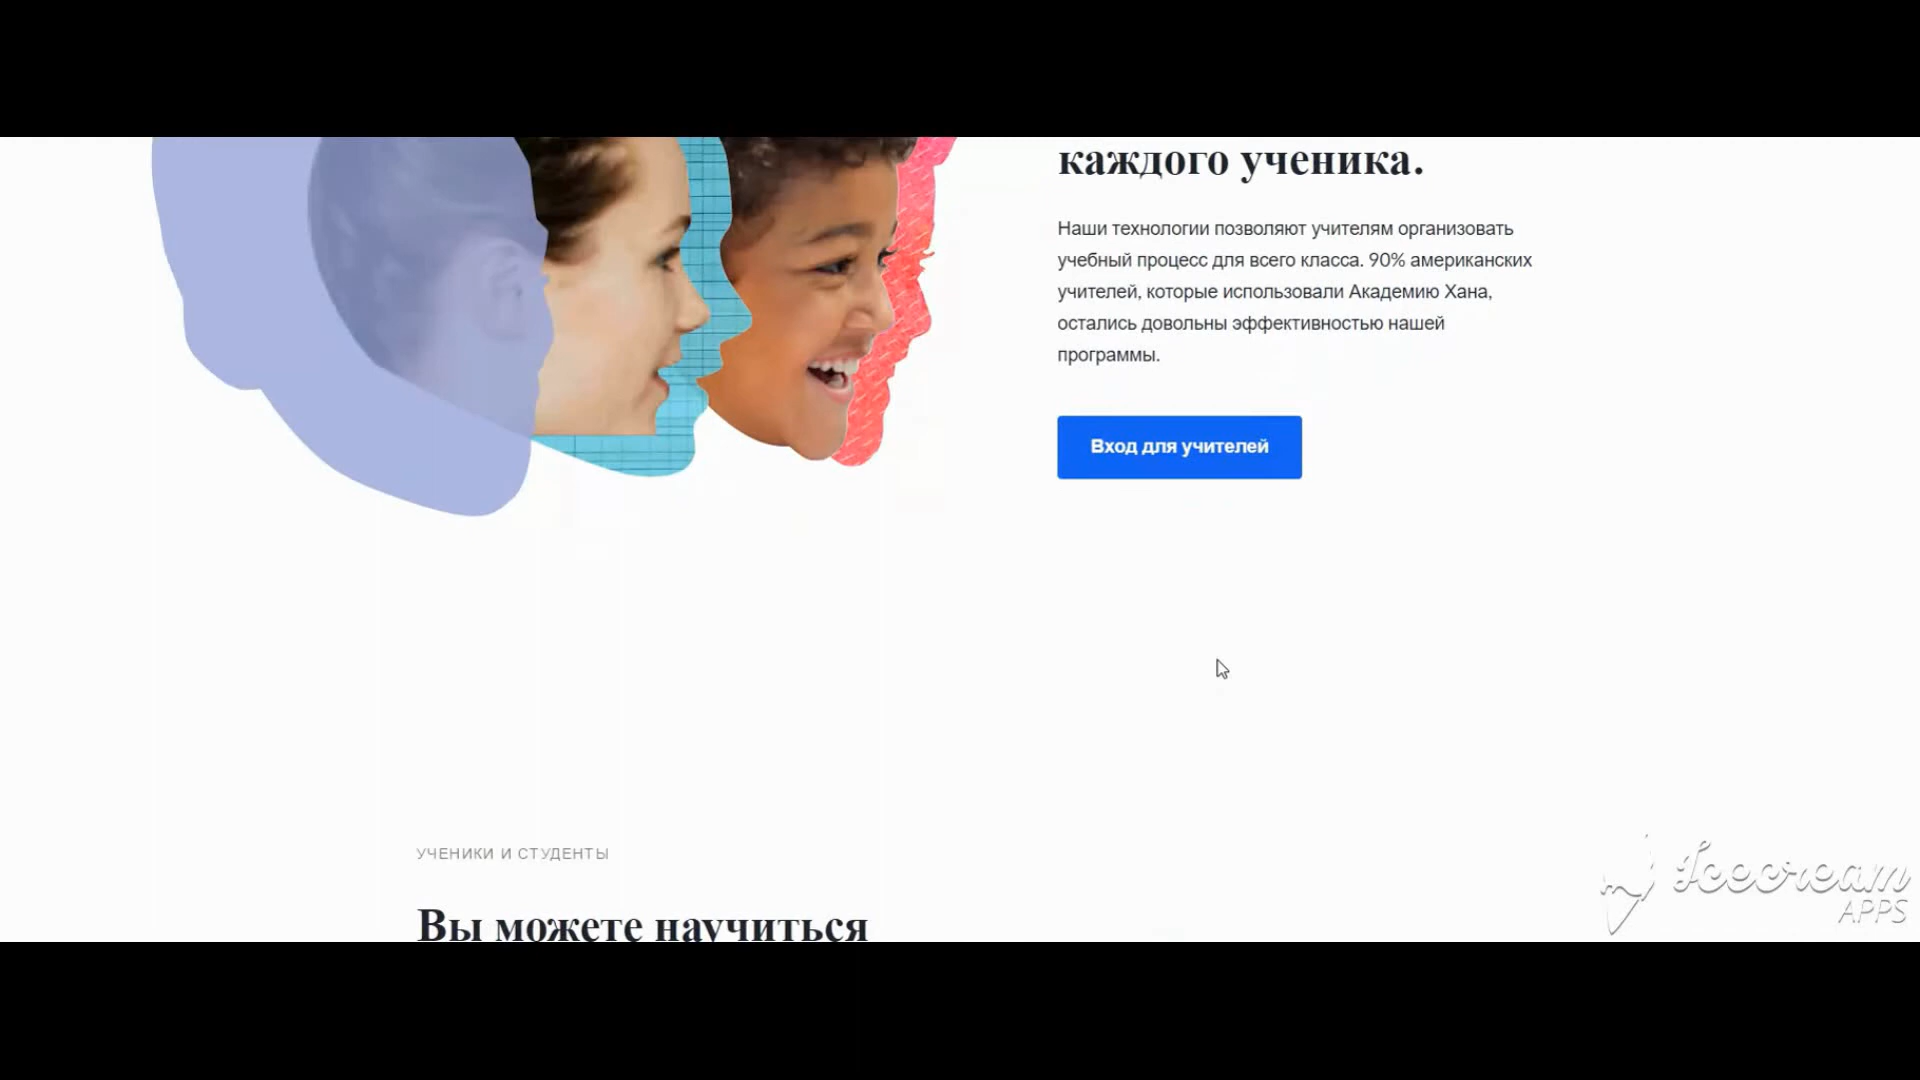 каждого ученика.
Наши технологии позволяют учителям организовать
учебный процесс для всего класса. 90% американских
учителей, которые использовали Академию Хана,
остались довольны эффективностью нашей
программы.
Вход для учителей
УЧЕНИКИ И СТУДЕНТЫ
Вы можете научиться
Icecream
APPS